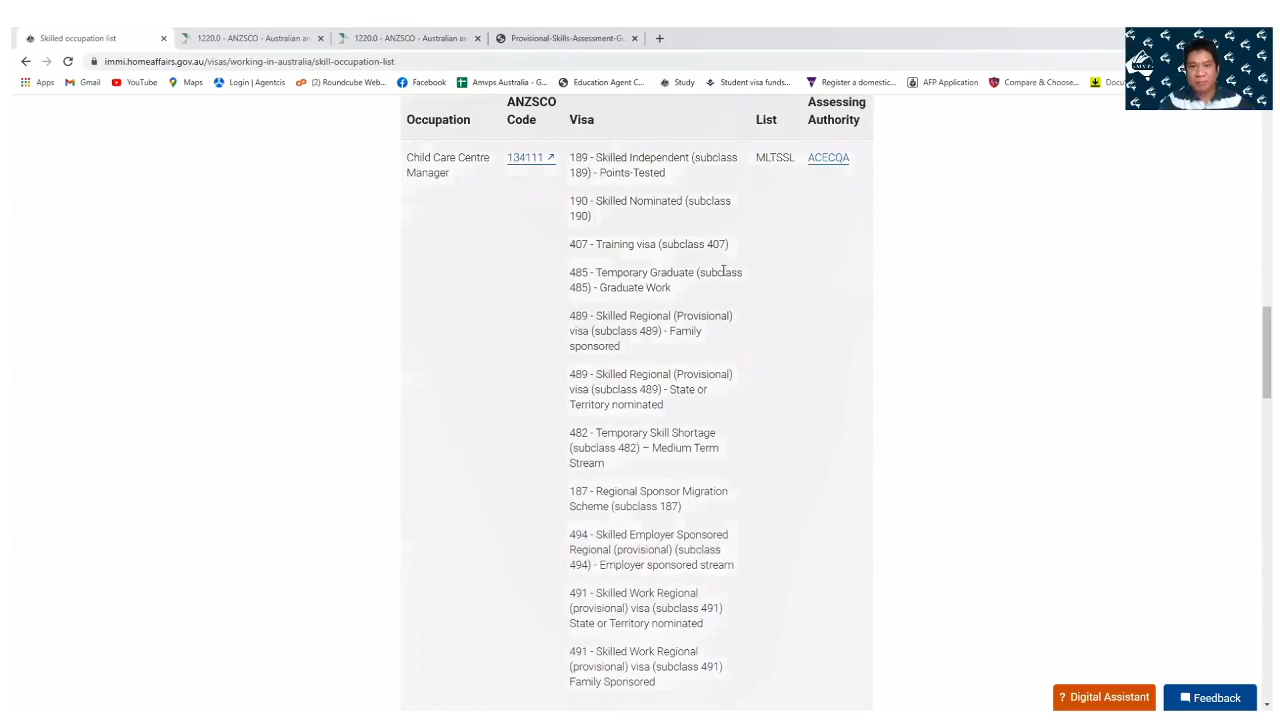 Skilled occupation list
1220.0 - ANZSCO - Australian an
1220.0 - ANZSCO - Australian an
Provisional-Skills-Assessment-Gu
immi.homeaffairs.gov.au/visas/working-in-australia/skill-occupation-list
Apps
Gmail
YouTube
Maps
Login | Agentcis
(2) Roundcube Web...
Facebook
Amvps Australia - G...
Education Agent C...
Study
Student visa funds...
Register a domestic...
AFP Application
Compare & Choose...
Occupation
ANZSCO
Code
Visa
List
Assessing
Authority
Child Care Centre
Manager
134111
189 - Skilled Independent (subclass
189) - Points-Tested
190 - Skilled Nominated (subclass
190)
407 - Training visa (subclass 407)
485 - Temporary Graduate (subclass
485) - Graduate Work
489 - Skilled Regional (Provisional)
visa (subclass 489) - Family
sponsored
489 - Skilled Regional (Provisional)
visa (subclass 489) - State or
Territory nominated
482 - Temporary Skill Shortage
(subclass 482) – Medium Term
Stream
187 - Regional Sponsor Migration
Scheme (subclass 187)
494 - Skilled Employer Sponsored
Regional (provisional) (subclass
494) - Employer sponsored stream
491 - Skilled Work Regional
(provisional) visa (subclass 491)
State or Territory nominated
491 - Skilled Work Regional
(provisional) visa (subclass 491)
Family Sponsored
MLTSSL
ACECQA
? Digital Assistant
Feedback